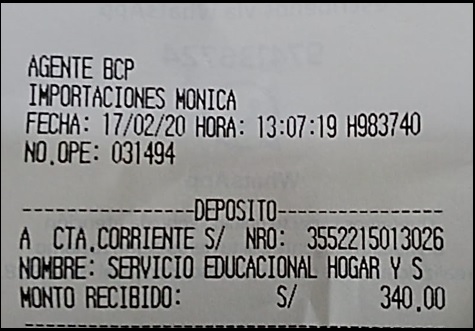 AGENTE BCP
IMPORTACIONES MONICA
FECHA: 17/02/20 HORA: 13:07:19 H983740
NO.OPE: 031494
-----------------DEPOSITO-----------------
A CTA.CORRIENTE S/ NRO: 3552215013026
NOMBRE: SERVICIO EDUCACIONAL HOGAR Y S
MONTO RECIBIDO: S/ 340.00